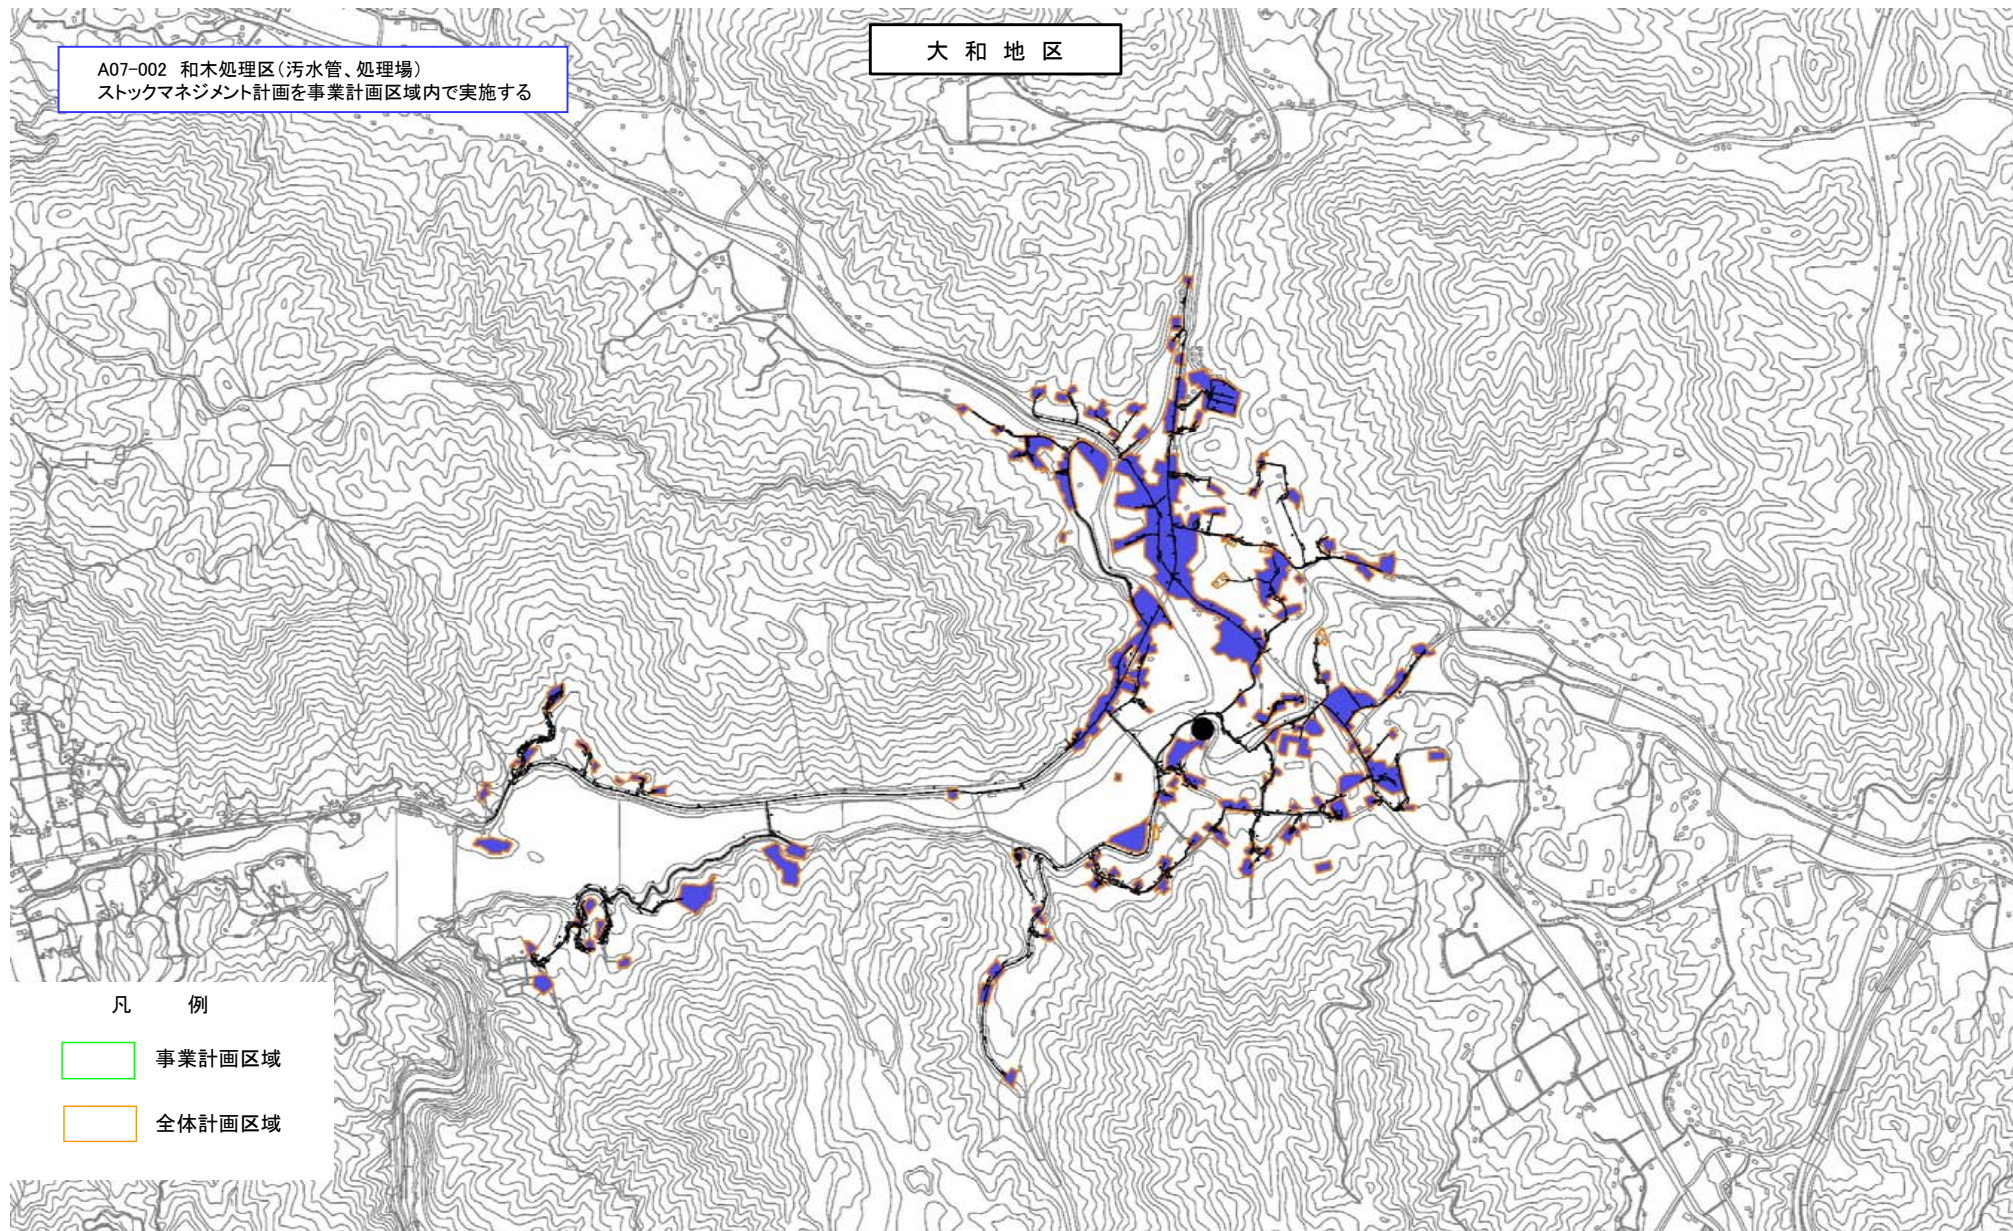 大和地区
A07-002 和木処理区(汚水管、処理場)
ストックマネジメント計画を事業計画区域内で実施する
凡例
事業計画区域
全体計画区域